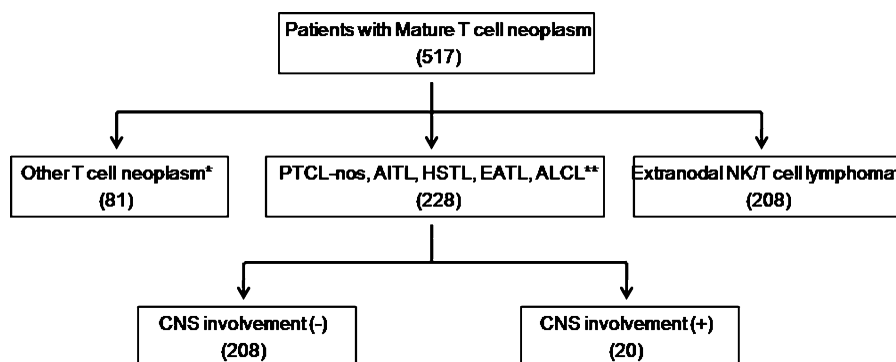 Patients with Mature T cell neoplasm
(517)
Other T cell neoplasm*
(81)
PTCL-nos, AITL, HSTL, EATL, ALCL**
(228)
Extranodal NK/T cell lymphoma
(208)
CNS involvement (-)
(208)
CNS involvement (+)
(20)